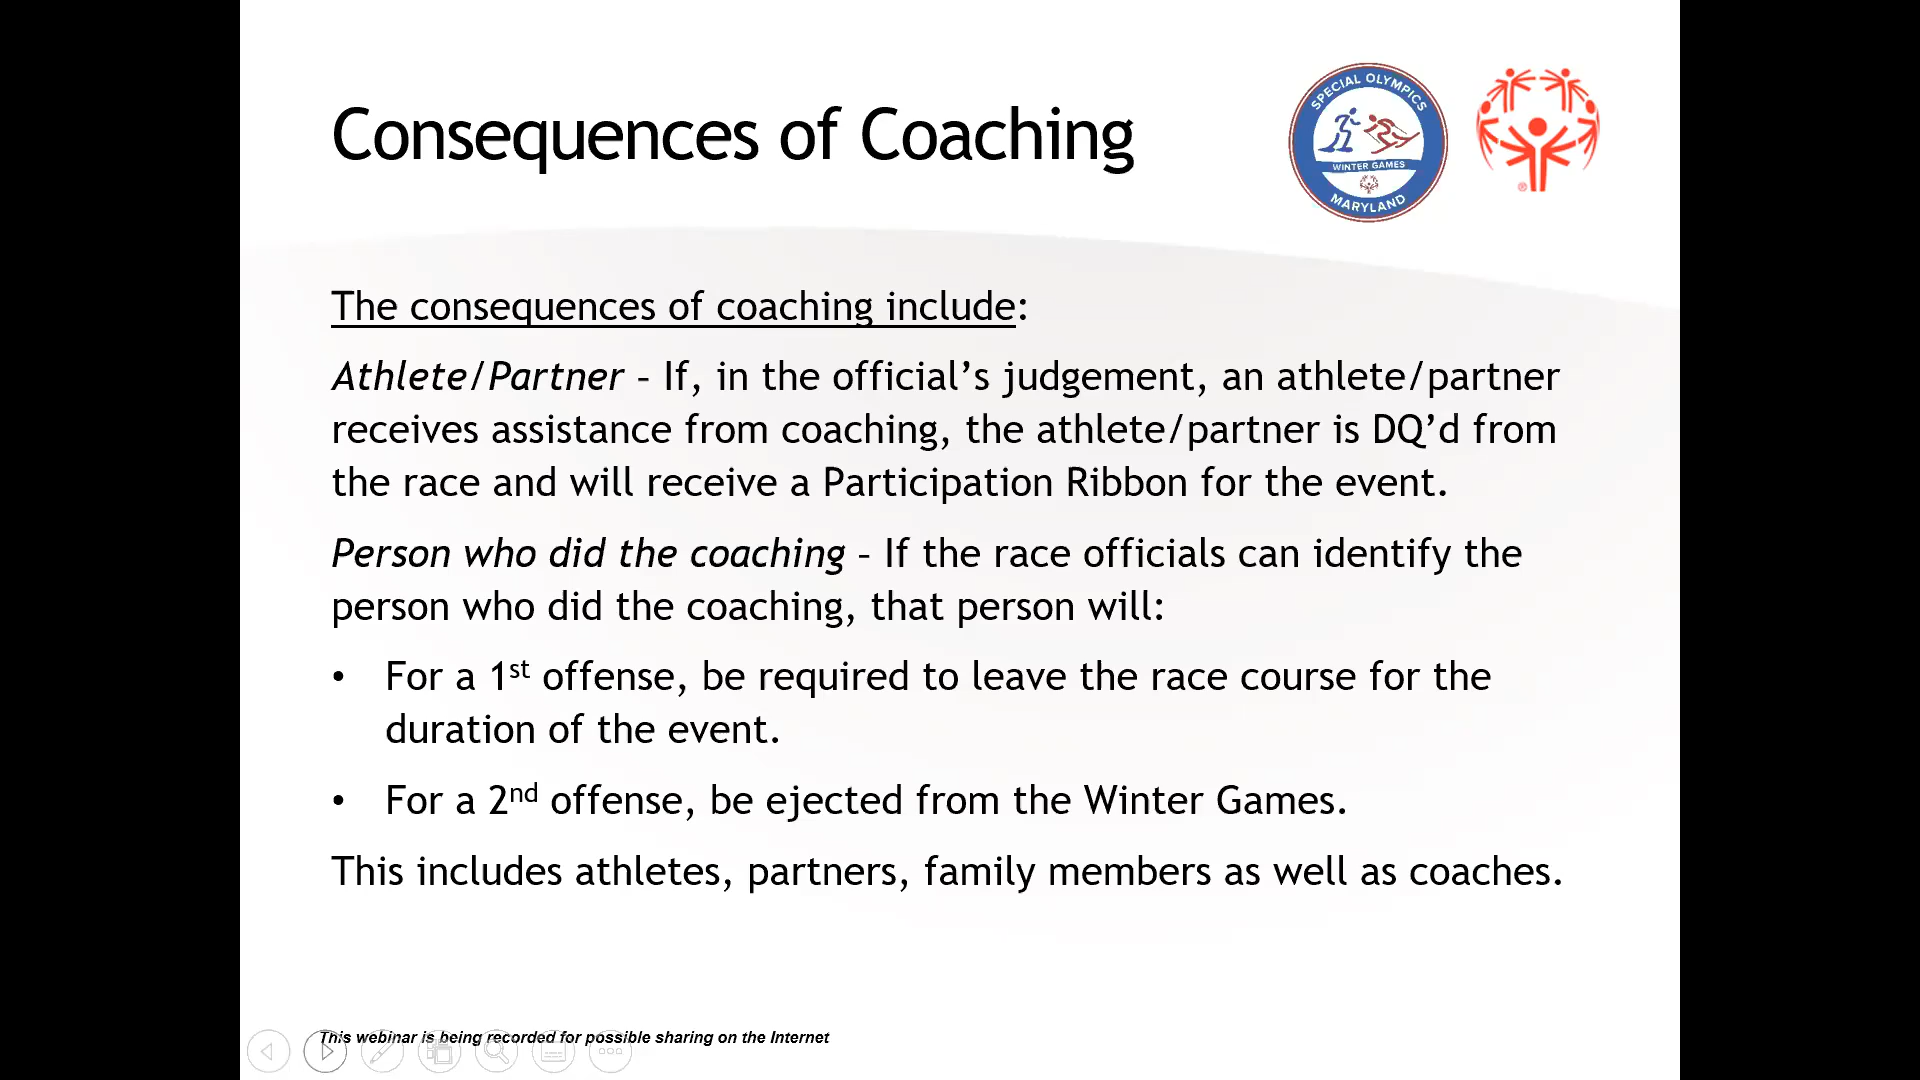 Consequences of Coaching
SPECIAL OLYMPICS
WINTER GAMES
MARYLAND
®
The consequences of coaching include:
Athlete/Partner – If, in the official’s judgement, an athlete/partner
receives assistance from coaching, the athlete/partner is DQ’d from
the race and will receive a Participation Ribbon for the event.
Person who did the coaching – If the race officials can identify the
person who did the coaching, that person will:
• For a 1st offense, be required to leave the race course for the
duration of the event.
• For a 2nd offense, be ejected from the Winter Games.
This includes athletes, partners, family members as well as coaches.
This webinar is being recorded for possible sharing on the Internet